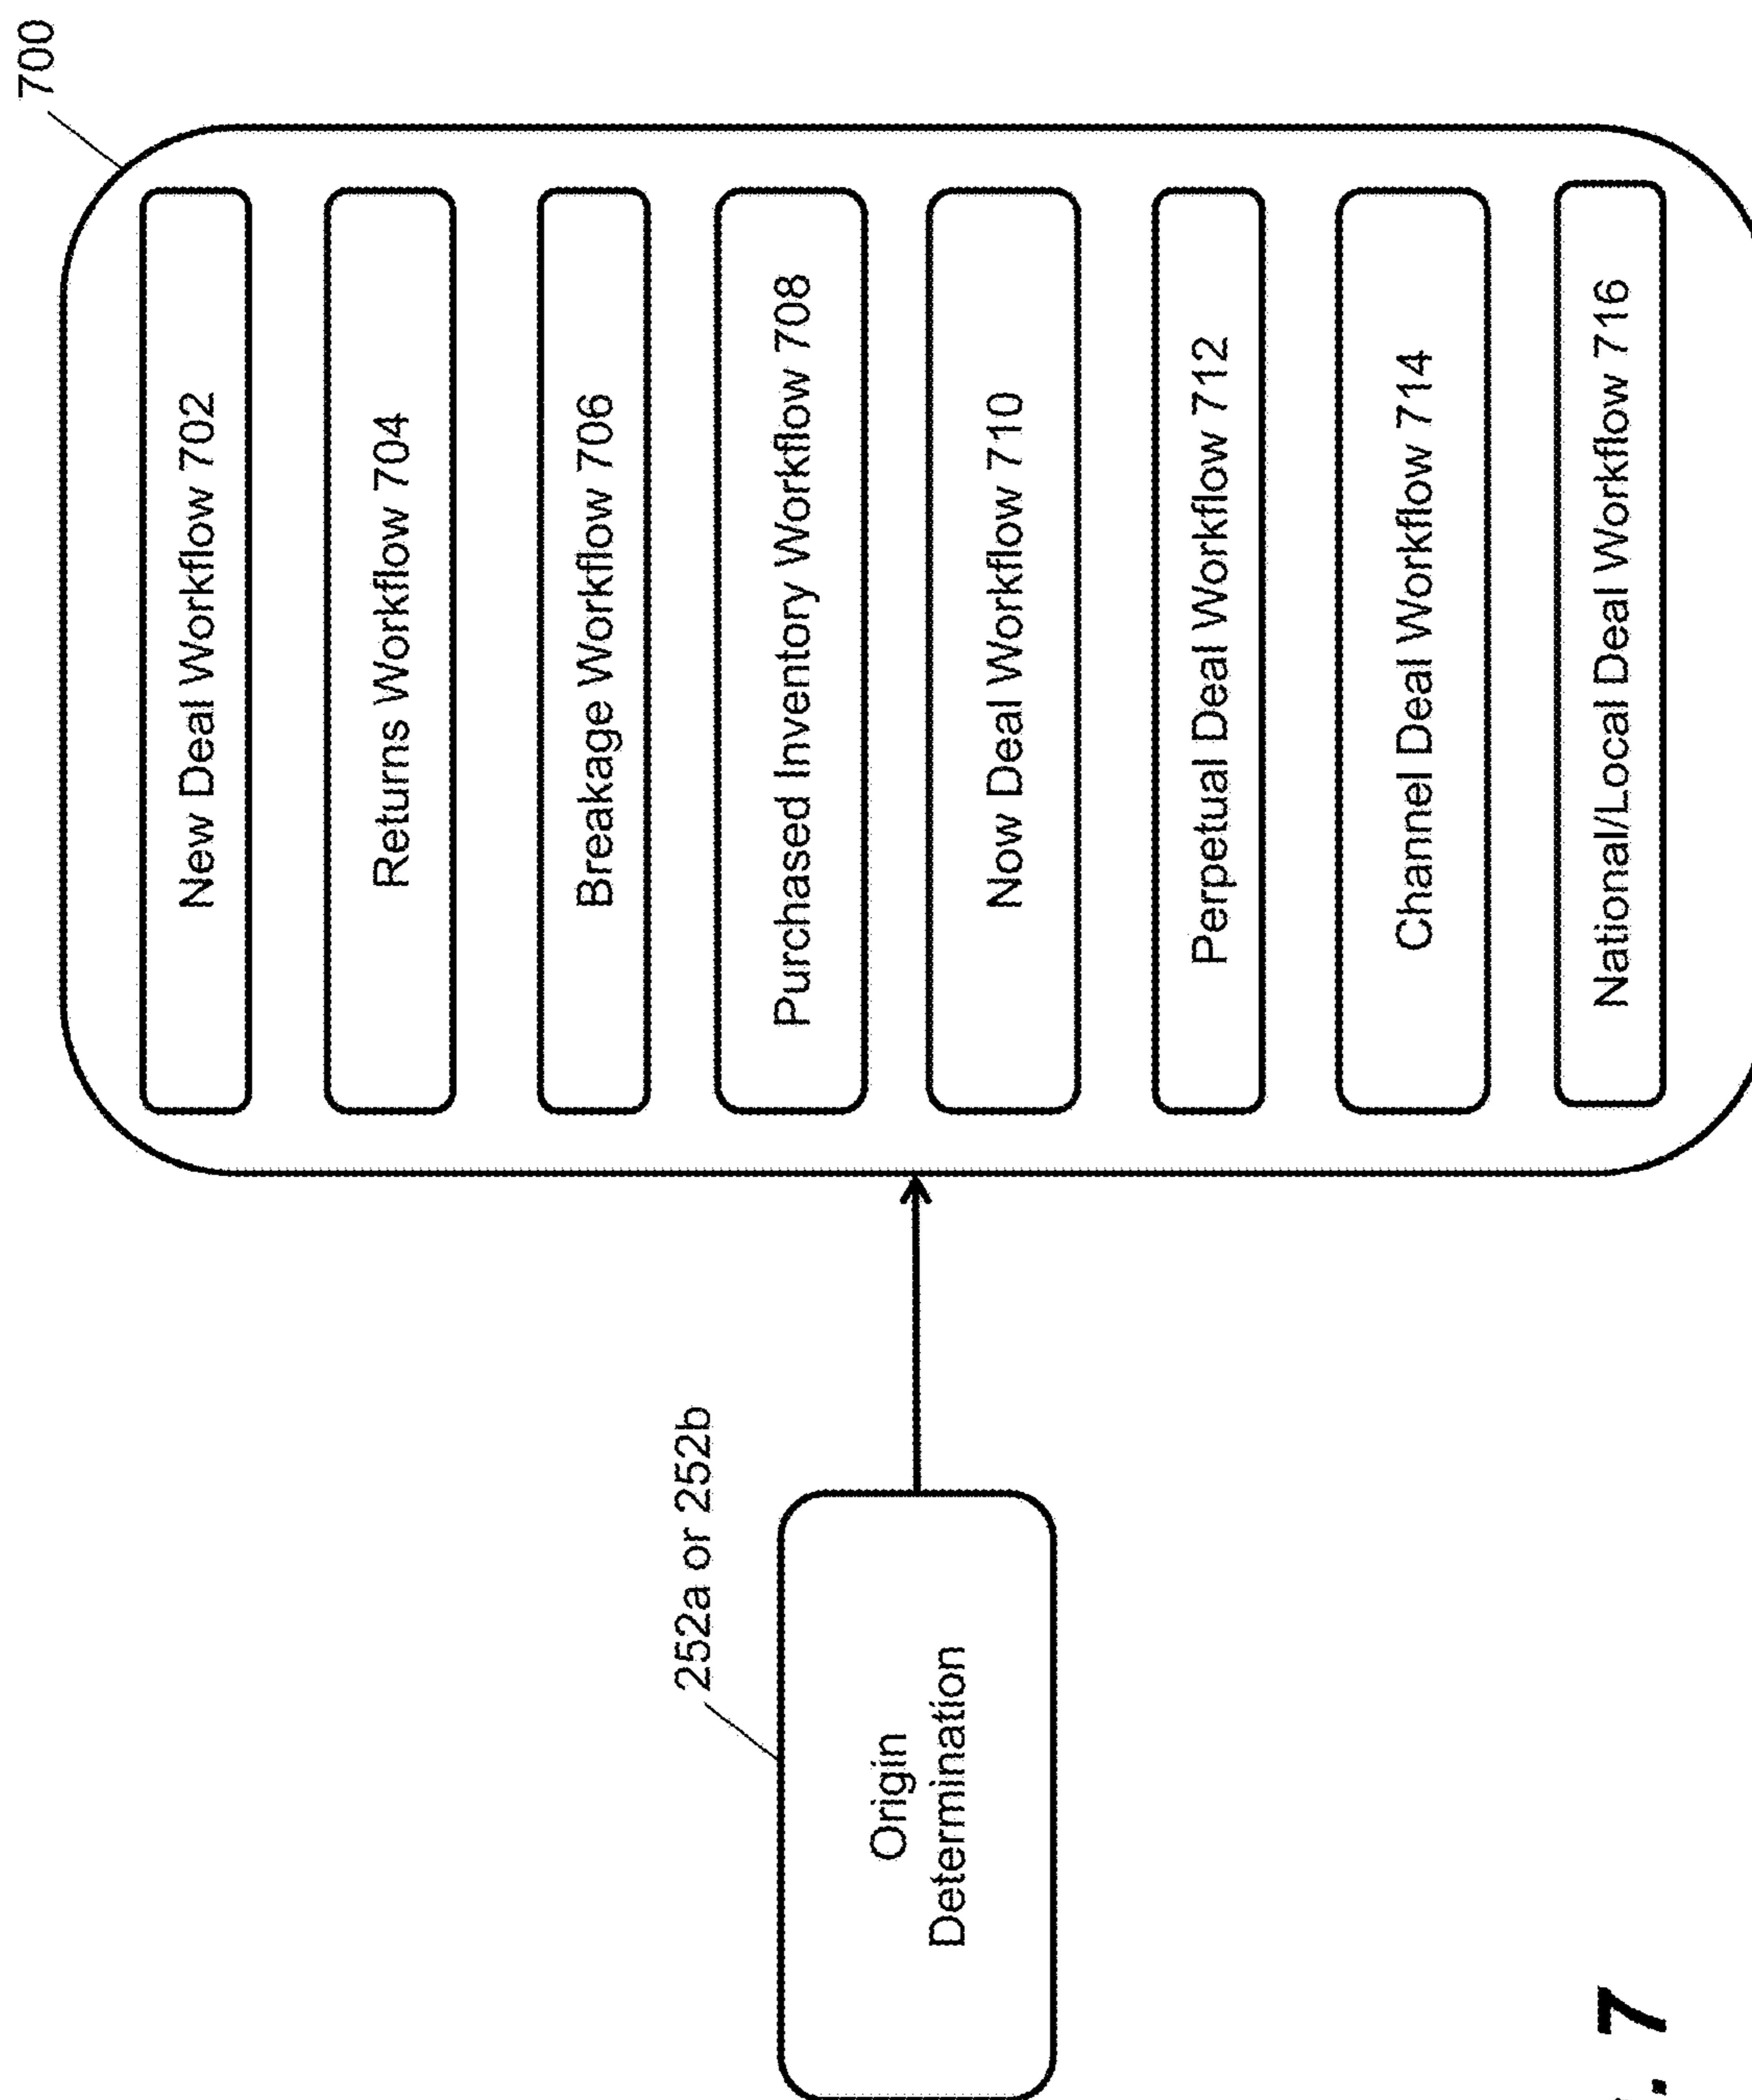 700
New Deal Workflow 702
Returns Workflow 704
Breakage Workflow 706
Purchased Inventory Workflow 708
Now Deal Workflow 710
Perpetual Deal Workflow 712
Channel Deal Workflow 714
National/Local Deal Workflow 716
252a or 252b
Origin
Determination
. 7